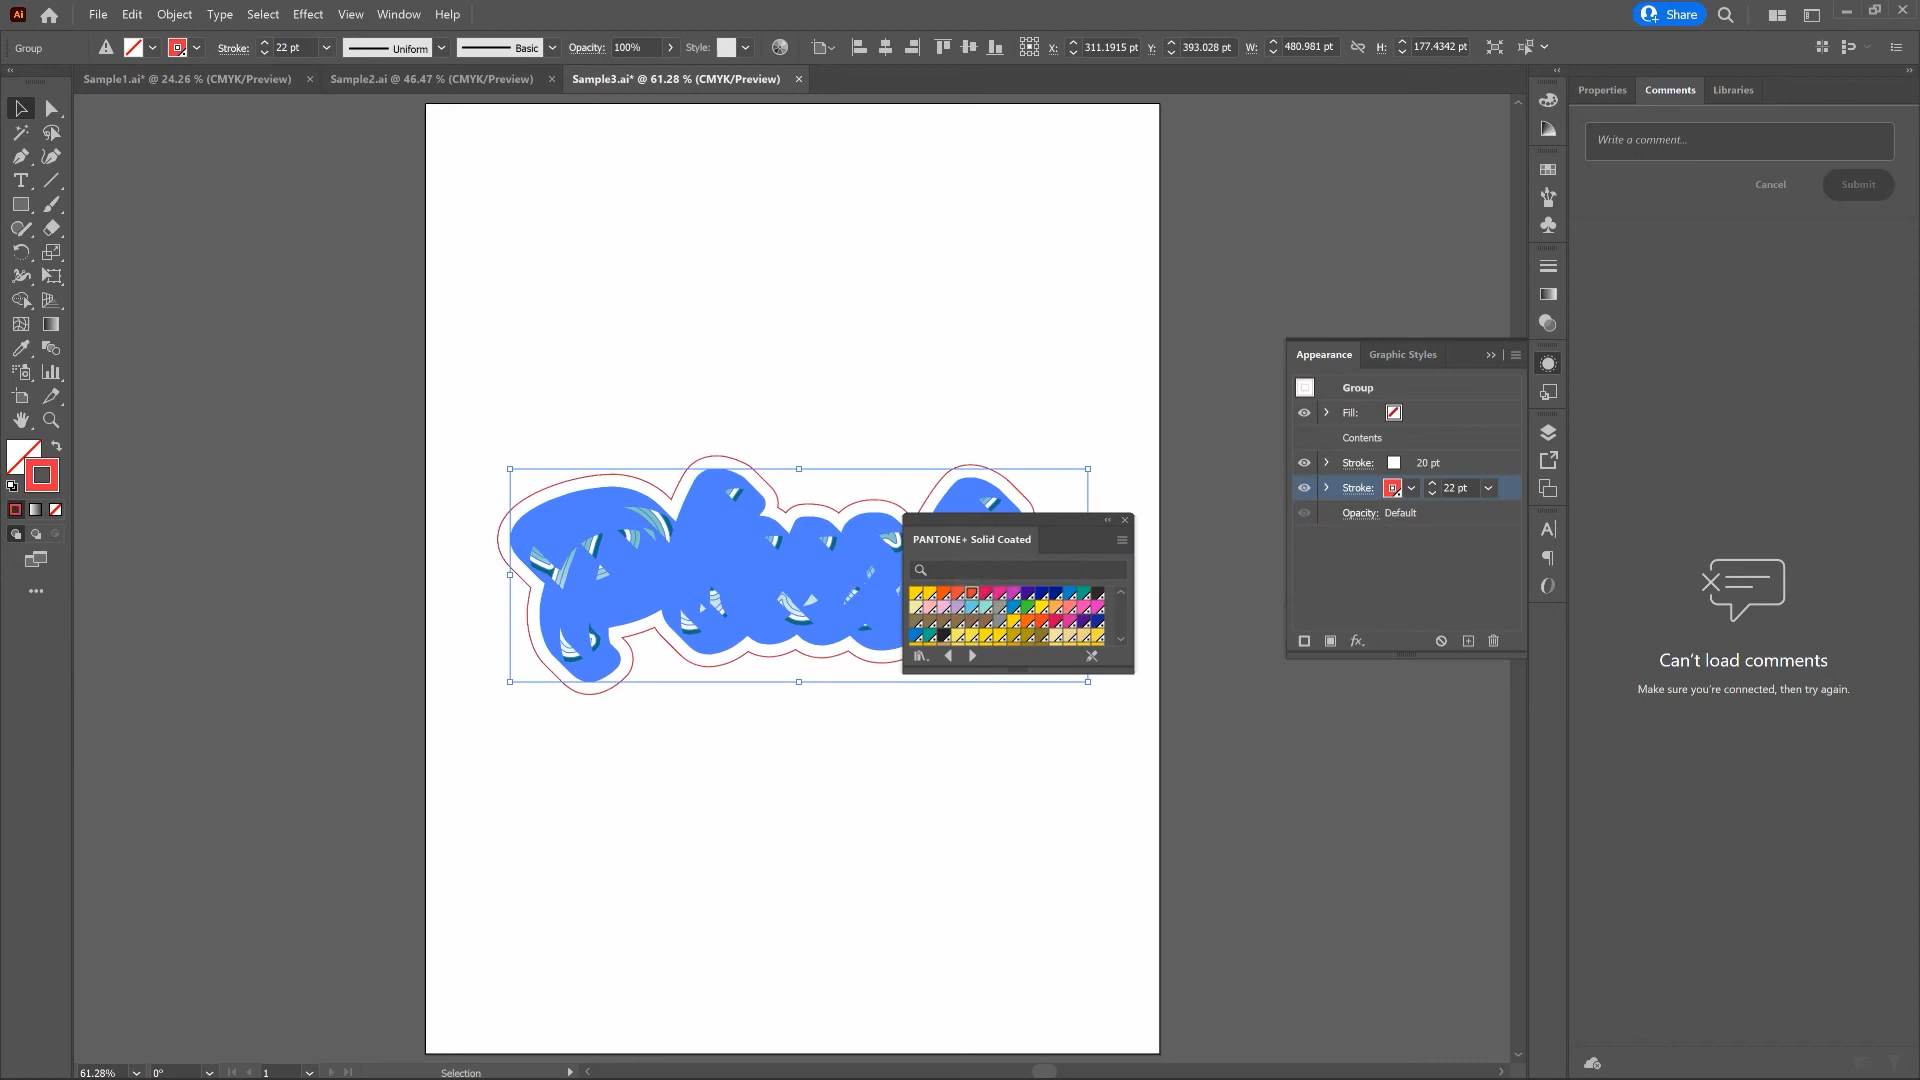 Ai File Edit Object Type Select Effect View Window Help Share
Group Stroke: 22 pt Uniform Basic Opacity: 100% Style: X: 311.1915 pt Y: 393.028 pt W: 480.981 pt H: 177.4342 pt
Sample1.ai* @ 24.26 % (CMYK/Preview) Sample2.ai @ 46.47 % (CMYK/Preview) Sample3.ai* @ 61.28 % (CMYK/Preview)
Properties Comments Libraries
Write a comment...
Cancel Submit
Appearance Graphic Styles
Group
Fill:
Contents
Stroke: 20 pt
Stroke: 22 pt
Opacity: Default
fx.
PANTONE+ Solid Coated
Can't load comments
Make sure you're connected, then try again.
61.28% 0° 1 Selection